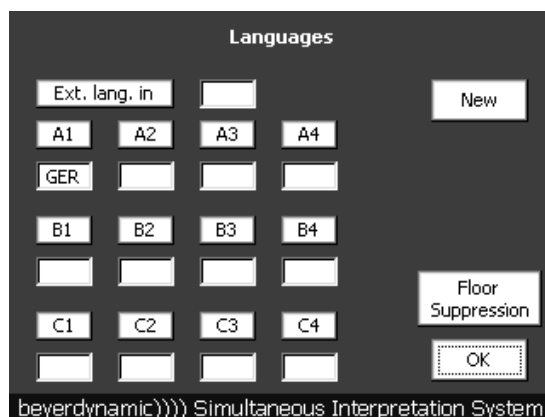 Languages
Ext. lang. in
New
A1 A2 A3 A4
GER
B1 B2 B3 B4
Floor
Suppression
C1 C2 C3 C4
OK
beyerdynamic)))) Simultaneous Interpretation System